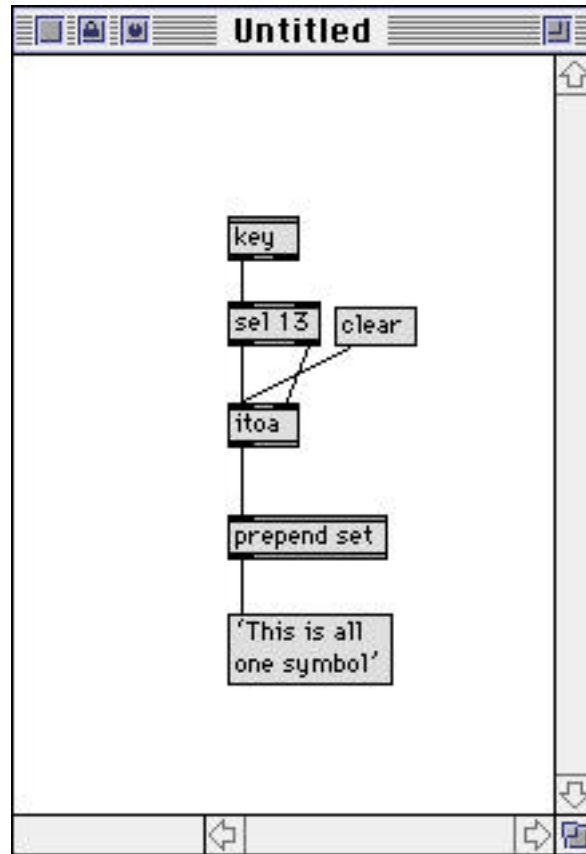 Untitled
key
sel 13
clear
itoa
prepend set
'This is all
one symbol'